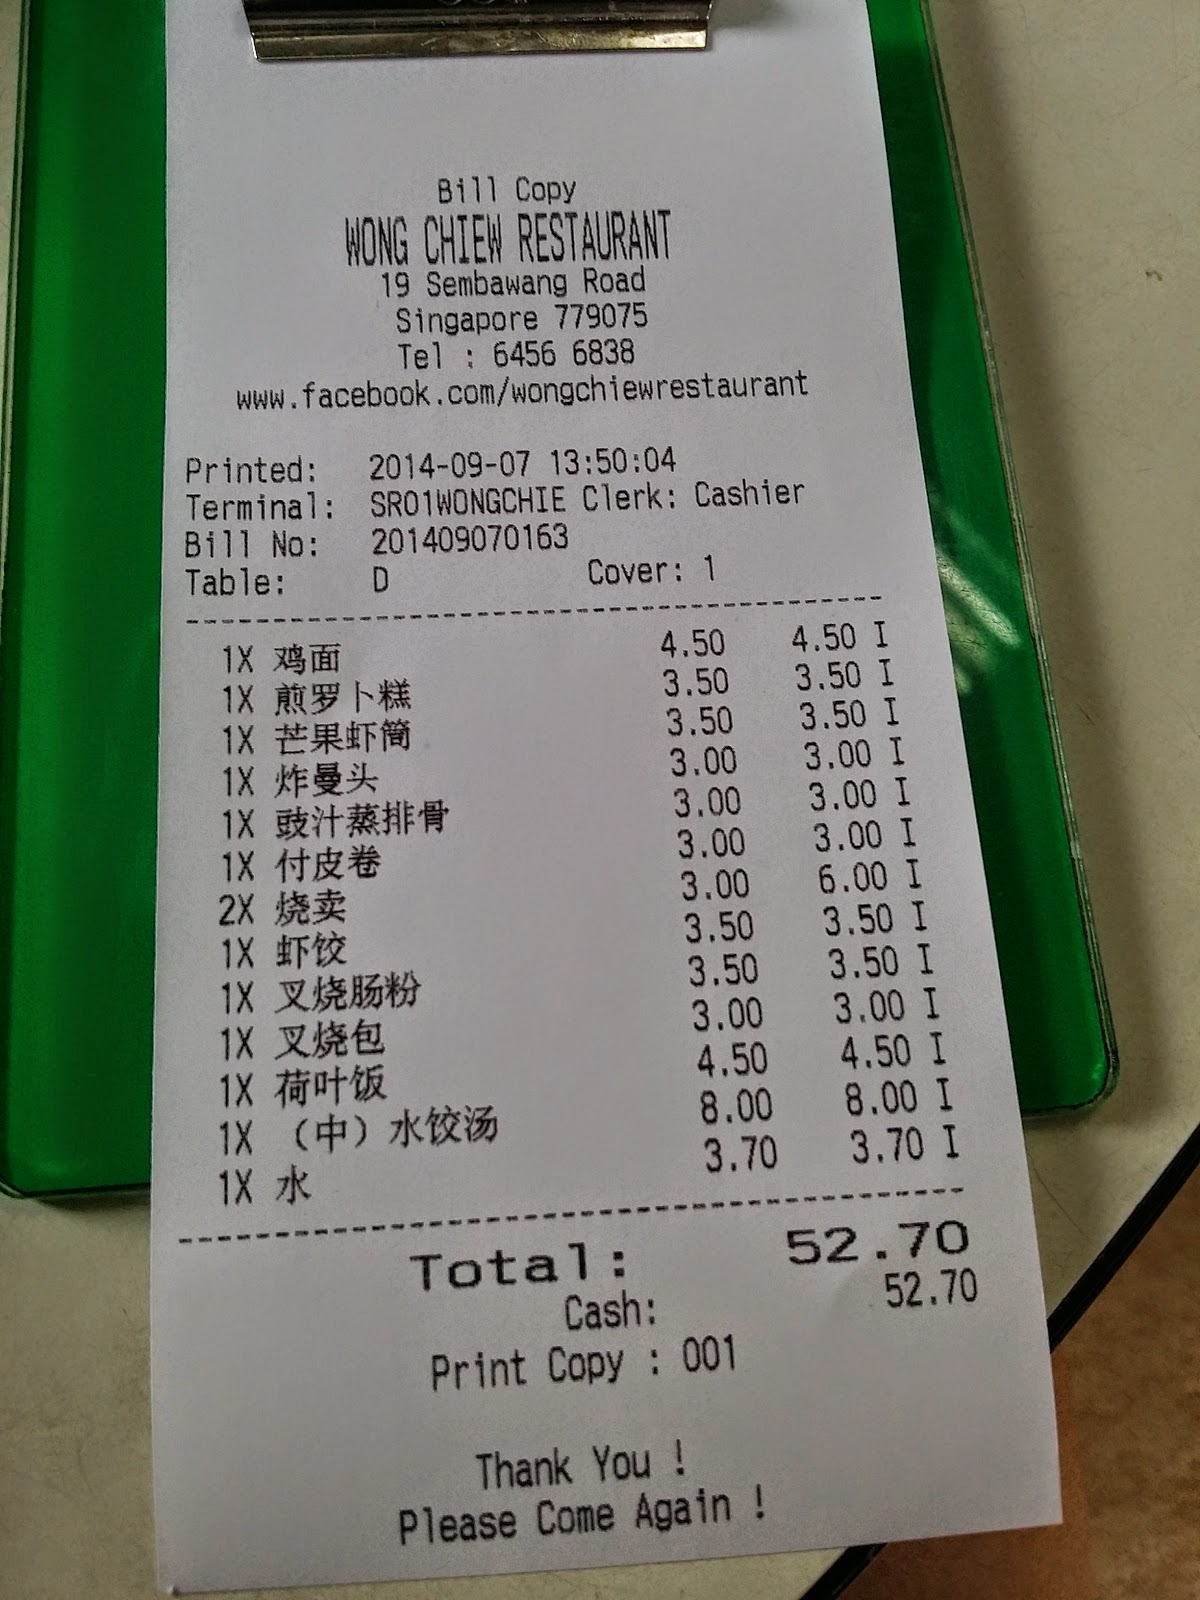 Bill Copy
WONG CHIEW RESTAURANT
19 Sembawang Road
Singapore 779075
Tel : 6456 6838
www.facebook.com/wongchiewrestaurant
Printed: 2014-09-07 13:50:04
Terminal: SR01WONGCHIE Clerk: Cashier
Bill No: 201409070163
Table: D Cover: 1
1X 鸡面 4.50 4.50 I
1X 煎罗卜糕 3.50 3.50 I
1X 芒果虾筒 3.50 3.50 I
1X 炸曼头 3.00 3.00 I
1X 豉汁蒸排骨 3.00 3.00 I
1X 付皮卷 3.00 3.00 I
2X 烧卖 3.00 6.00 I
1X 虾饺 3.50 3.50 I
1X 叉烧肠粉 3.50 3.50 I
1X 叉烧包 3.00 3.00 I
1X 荷叶饭 4.50 4.50 I
1X （中）水饺汤 8.00 8.00 I
1X 水 3.70 3.70 I
Total: 52.70
Cash: 52.70
Print Copy : 001
Thank You !
Please Come Again !